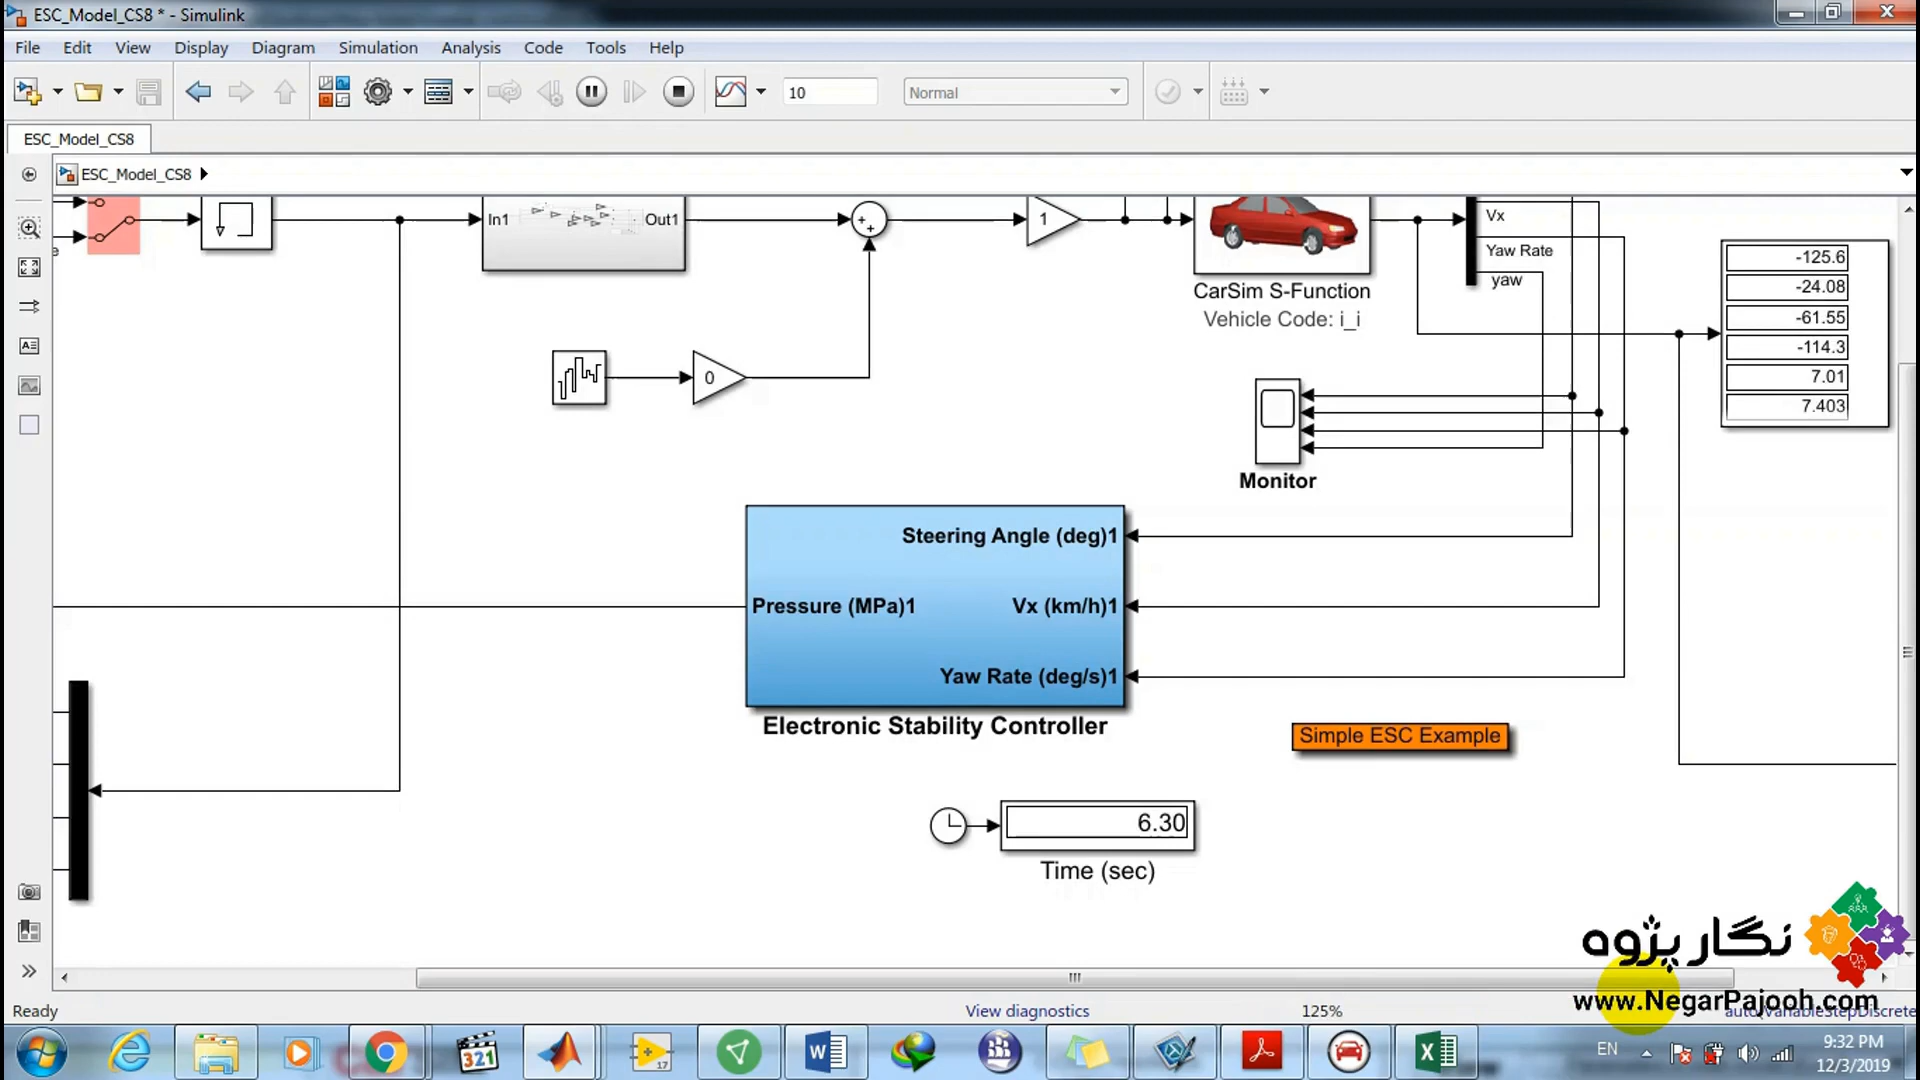 ESC_Model_CS8 * - Simulink
File Edit View Display Diagram Simulation Analysis Code Tools Help
10
Normal
ESC_Model_CS8
ESC_Model_CS8
In1
Out1
1
Vx
Yaw Rate
yaw
CarSim S-Function
Vehicle Code: i_i
-125.6
-24.08
-61.55
-114.3
7.01
7.403
0
Monitor
Steering Angle (deg)1
Pressure (MPa)1
Vx (km/h)1
Yaw Rate (deg/s)1
Electronic Stability Controller
Simple ESC Example
6.30
Time (sec)
نگار پژوه
www.NegarPajooh.com
Ready
View diagnostics
125%
auto(VariableStepDiscrete
321
17
EN
9:32 PM
12/3/2019